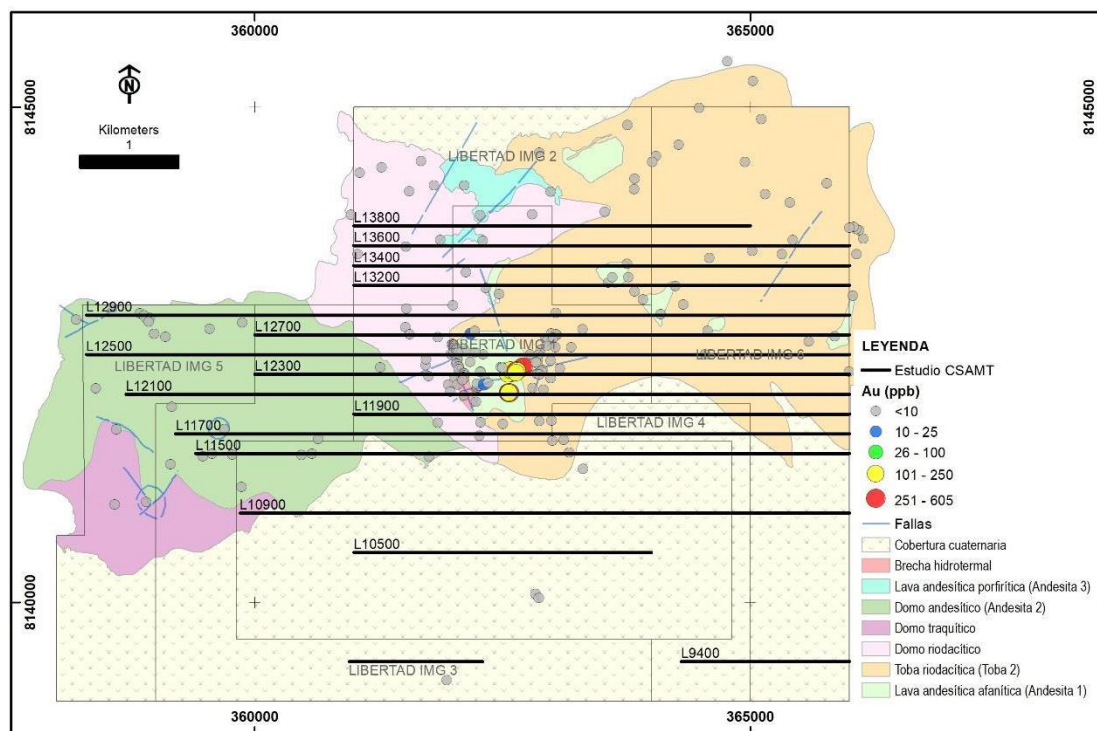 360000
365000
8145000
8145000
N
Kilometers
1
LIBERTAD IMG 2
L13800
L13600
L13400
L13200
L12900
L12700
LIBERTAD IMG 1
L12500
LIBERTAD IMG 6
LIBERTAD IMG 5
L12300
L12100
L11900
LIBERTAD IMG 4
L11700
L11500
L10900
L10500
8140000
8140000
L9400
LIBERTAD IMG 3
LEYENDA
Estudio CSAMT
Au (ppb)
<10
10 - 25
26 - 100
101 - 250
251 - 605
Fallas
Cobertura cuaternaria
Brecha hidrotermal
Lava andesítica porfirítica (Andesita 3)
Domo andesítico (Andesita 2)
Domo traquítico
Domo riodacítico
Toba riodacítica (Toba 2)
Lava andesítica afanítica (Andesita 1)
360000
365000